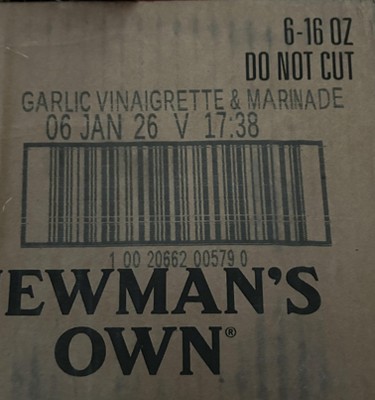 6-16 OZ
DO NOT CUT
GARLIC VINAIGRETTE & MARINADE
06 JAN 26 V 17:38
1 00 20662 00579 0
NEWMAN'S
OWN®